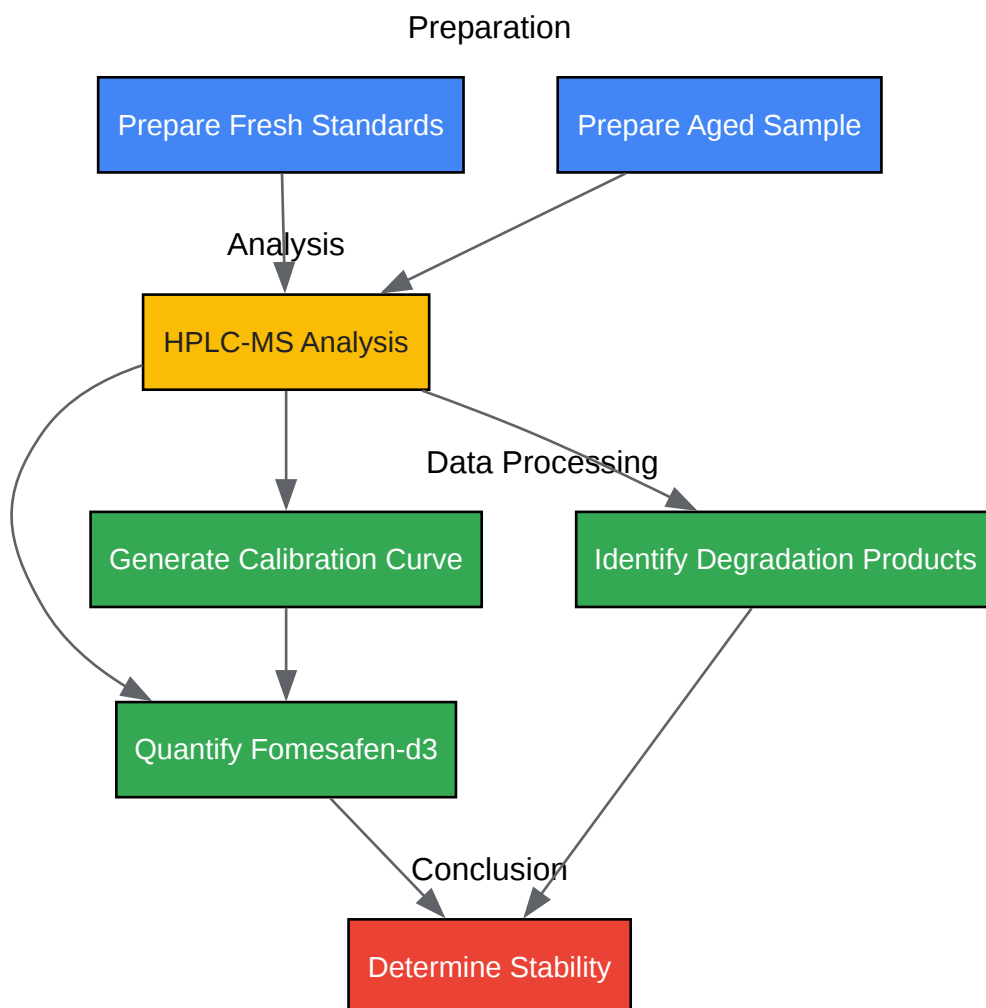 Preparation
Prepare Fresh Standards
Prepare Aged Sample
Analysis
HPLC-MS Analysis
Data Processing
Generate Calibration Curve
Identify Degradation Products
Quantify Fomesafen-d3
Conclusion
Determine Stability